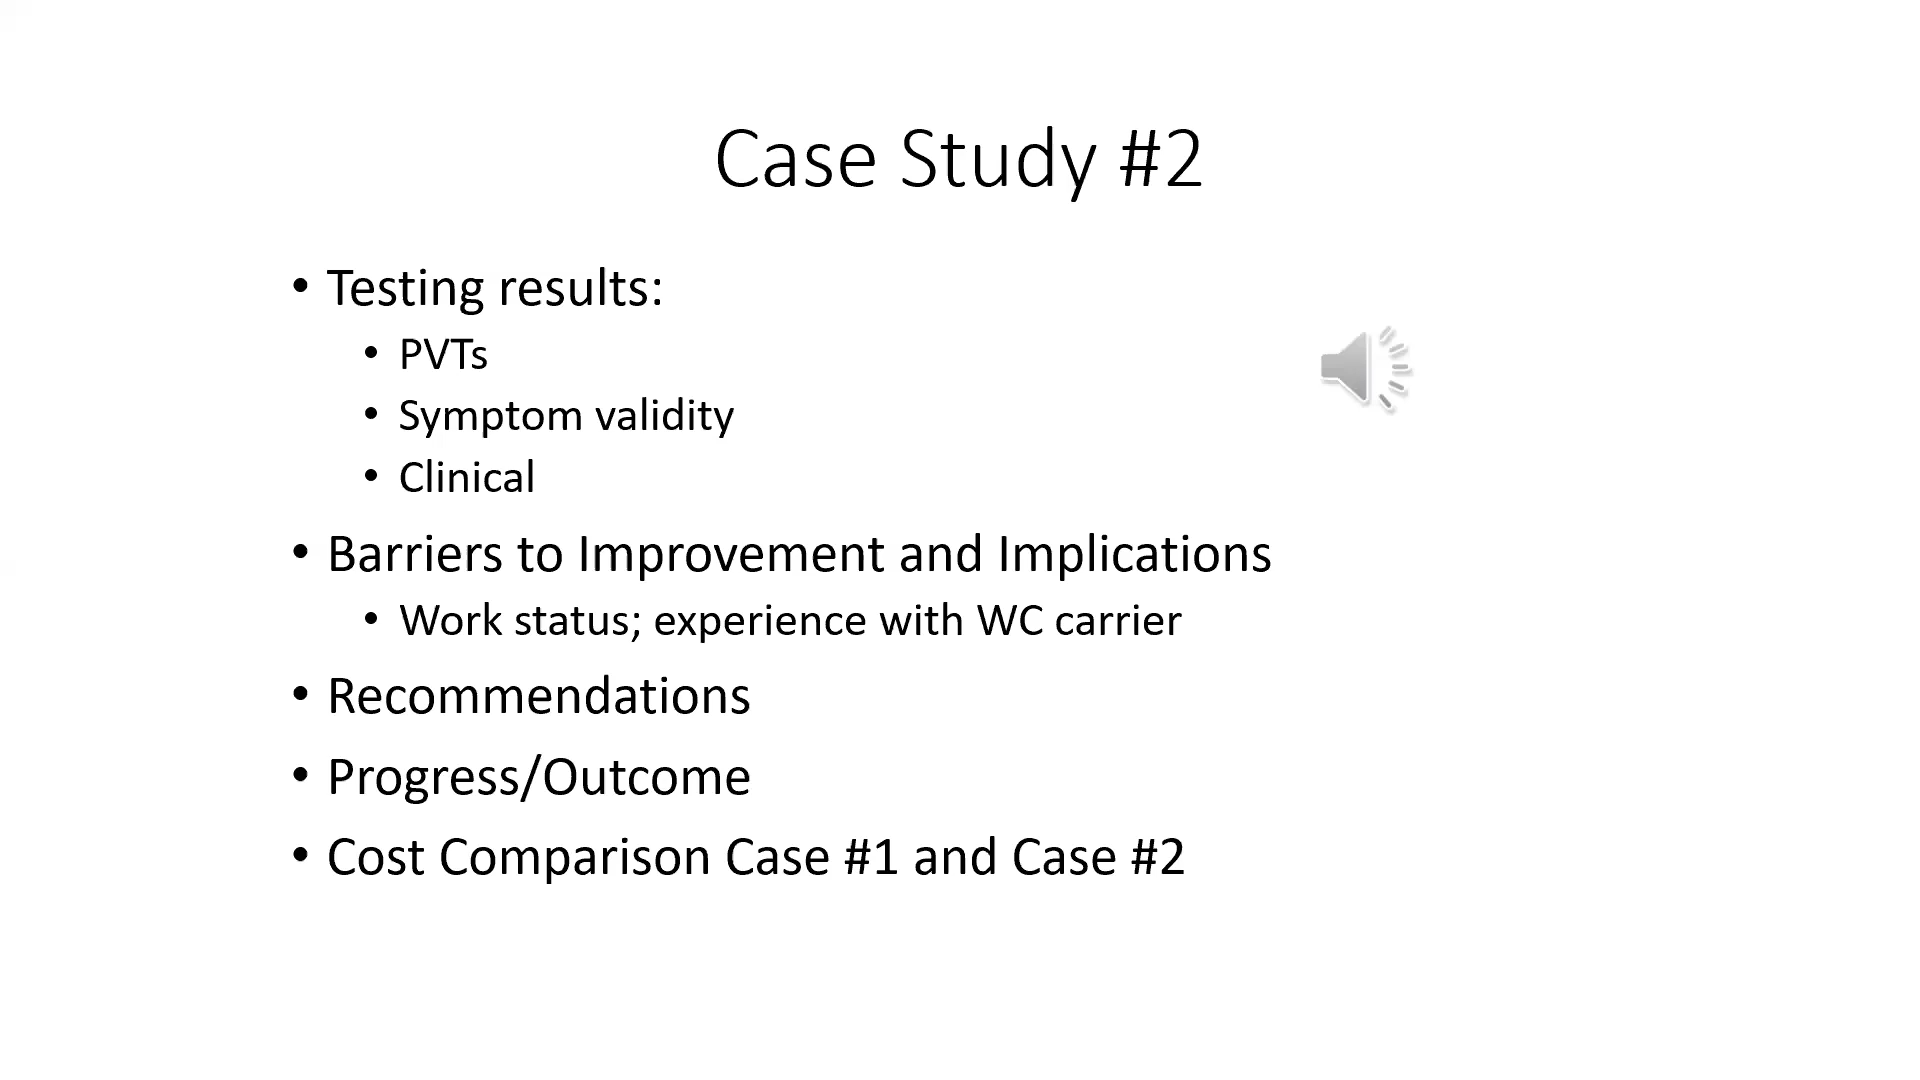 Case Study #2
• Testing results:
• PVTs
• Symptom validity
• Clinical
• Barriers to Improvement and Implications
• Work status; experience with WC carrier
• Recommendations
• Progress/Outcome
• Cost Comparison Case #1 and Case #2